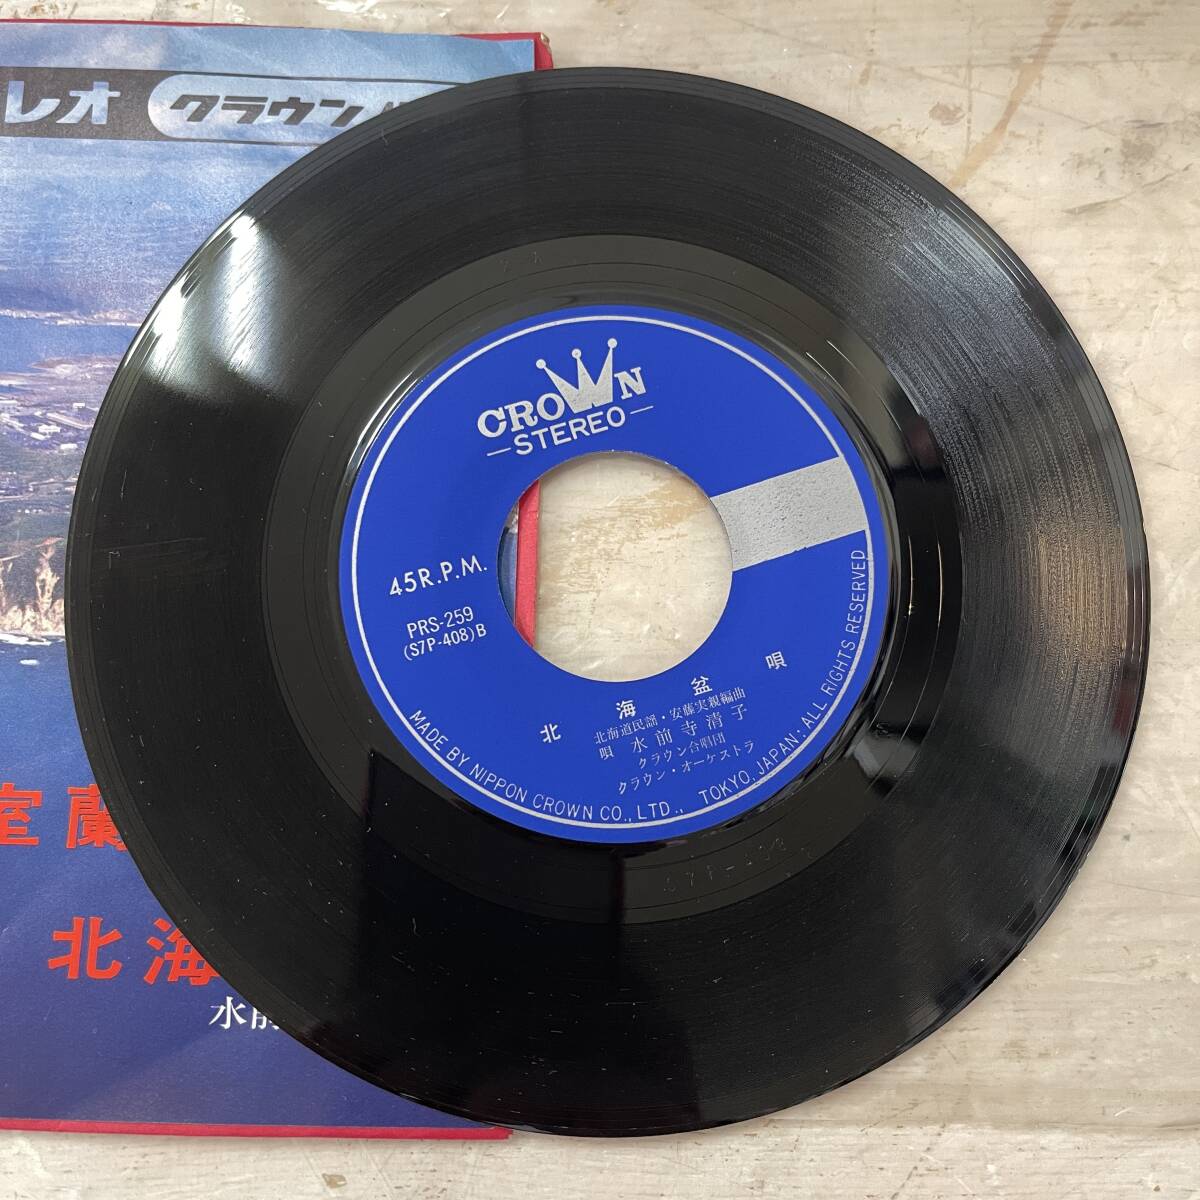 レオ クラウン
室蘭
北海
水前
CROWN
STEREO
45R.P.M.
PRS-259
(S7P-408)B
北海盆唄
北海道民謡・安藤実親編曲
唄 水前寺清子
クラウン合唱団
クラウン・オーケストラ
MADE BY NIPPON CROWN CO., LTD., TOKYO, JAPAN: ALL RIGHTS RESERVED